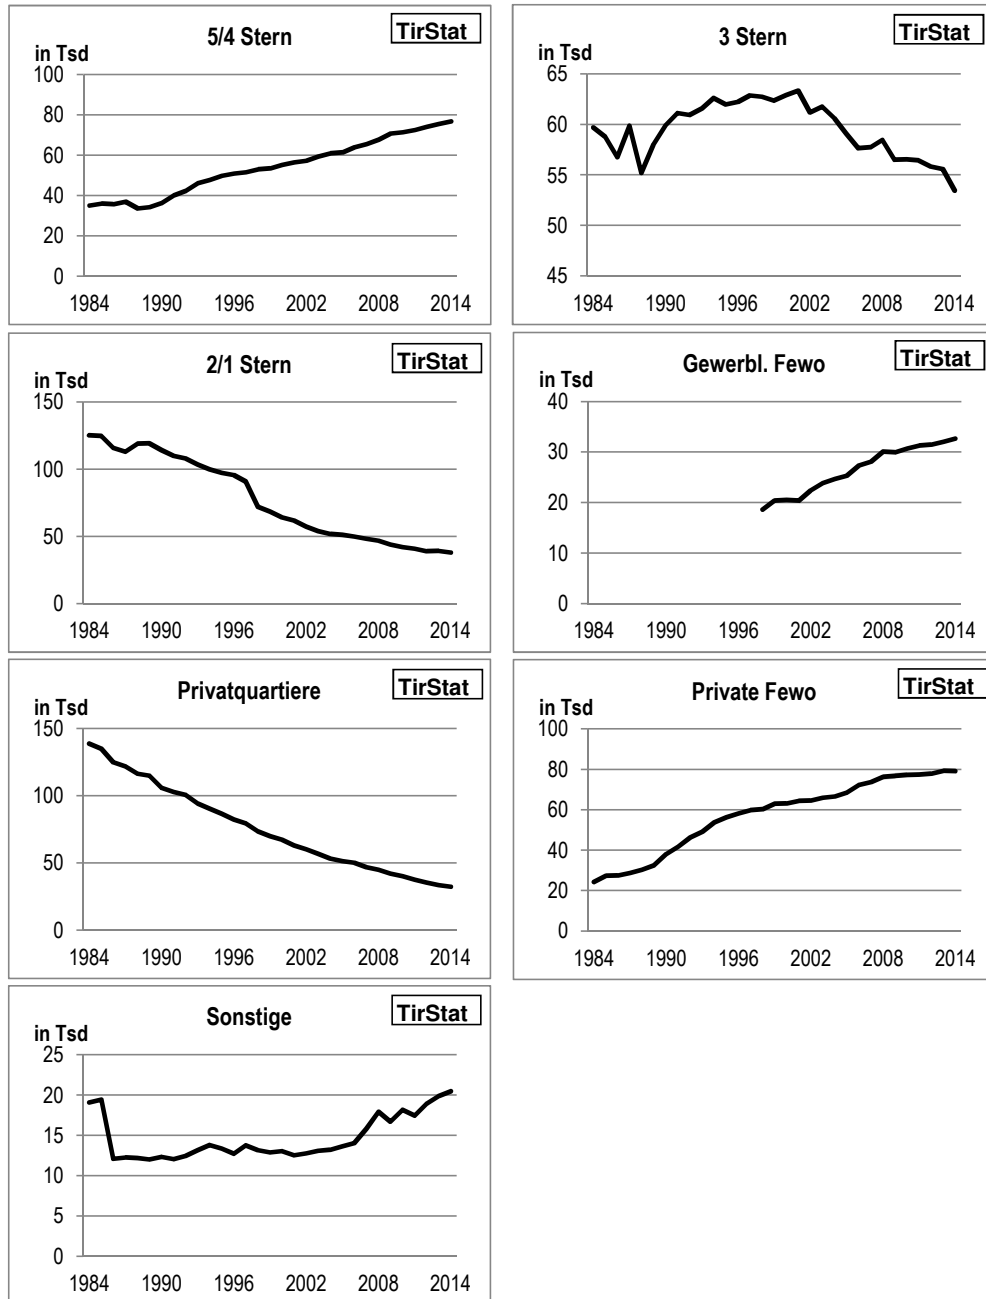 5/4 Stern
TirStat
in Tsd
100
80
60
40
20
0
1984 1990 1996 2002 2008 2014
3 Stern
TirStat
in Tsd
65
60
55
50
45
1984 1990 1996 2002 2008 2014
2/1 Stern
TirStat
in Tsd
150
100
50
0
1984 1990 1996 2002 2008 2014
Gewerbl. Fewo
TirStat
in Tsd
40
30
20
10
0
1984 1990 1996 2002 2008 2014
Privatquartiere
TirStat
in Tsd
150
100
50
0
1984 1990 1996 2002 2008 2014
Private Fewo
TirStat
in Tsd
100
80
60
40
20
0
1984 1990 1996 2002 2008 2014
Sonstige
TirStat
in Tsd
25
20
15
10
5
0
1984 1990 1996 2002 2008 2014